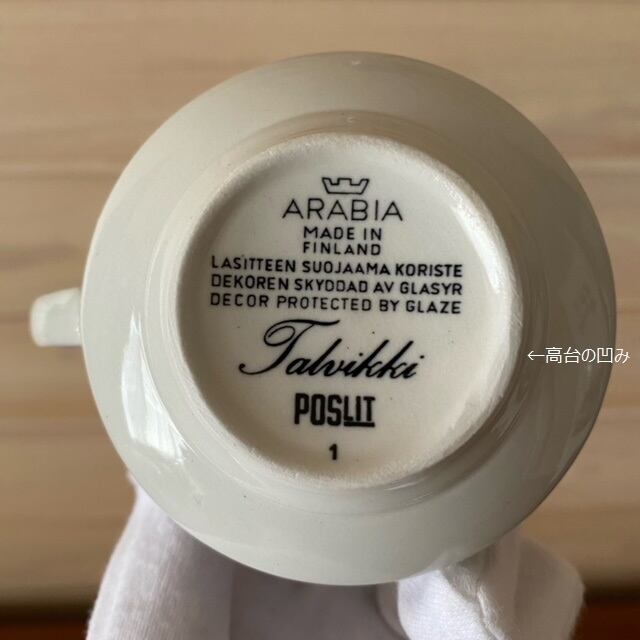 ARABIA
MADE IN
FINLAND
LASITTEEN SUOJAAMA KORISTE
DEKOREN SKYDDAD AV GLASYR
DECOR PROTECTED BY GLAZE
Talvikki
←高台の凹み
POSLIT
1